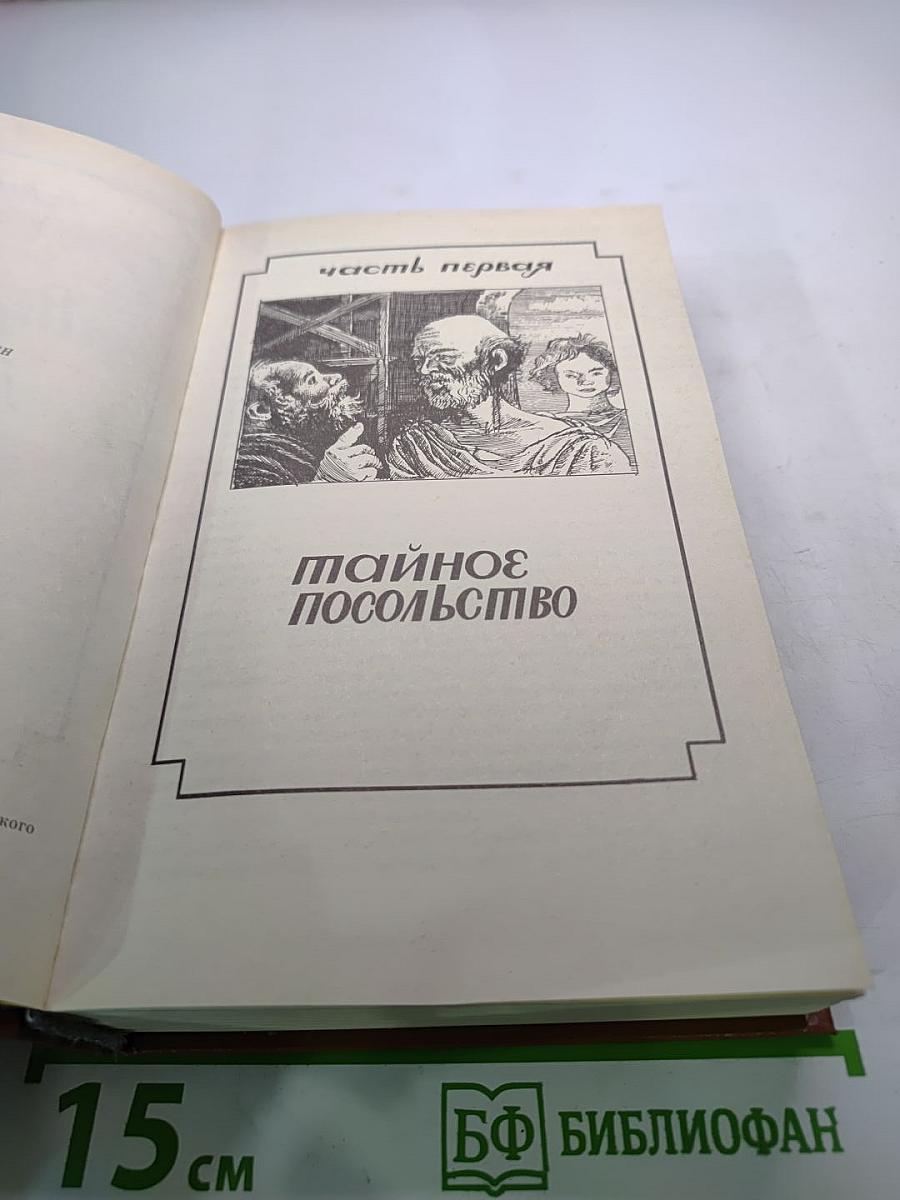 часть первая
тайное
посольство
15 см
БФ БИБЛИОФАН